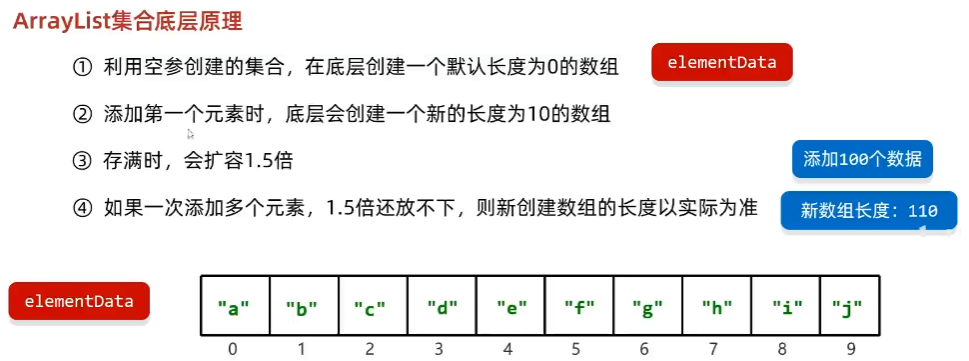 ArrayList集合底层原理
① 利用空参创建的集合，在底层创建一个默认长度为0的数组 elementData
② 添加第一个元素时，底层会创建一个新的长度为10的数组
③ 存满时，会扩容1.5倍 添加100个数据
④ 如果一次添加多个元素，1.5倍还放不下，则新创建数组的长度以实际为准 新数组长度：110
elementData "a" "b" "c" "d" "e" "f" "g" "h" "i" "j"
0 1 2 3 4 5 6 7 8 9